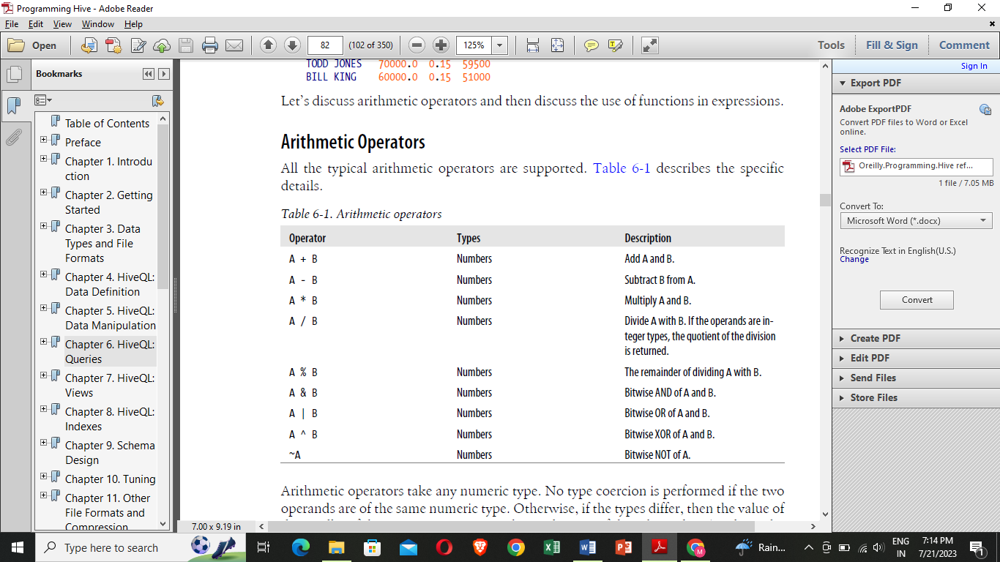 Programming Hive - Adobe Reader
File Edit View Window Help
Open 82 (102 of 350) 125% Tools Fill & Sign Comment
Bookmarks
Table of Contents
Preface
Chapter 1. Introdu
ction
Chapter 2. Getting
Started
Chapter 3. Data
Types and File
Formats
Chapter 4. HiveQL:
Data Definition
Chapter 5. HiveQL:
Data Manipulation
Chapter 6. HiveQL:
Queries
Chapter 7. HiveQL:
Views
Chapter 8. HiveQL:
Indexes
Chapter 9. Schema
Design
Chapter 10. Tuning
Chapter 11. Other
File Formats and
Compression
TODD JONES 70000.0 0.15 59500
BILL KING 60000.0 0.15 51000
Let's discuss arithmetic operators and then discuss the use of functions in expressions.
Arithmetic Operators
All the typical arithmetic operators are supported. Table 6-1 describes the specific
details.
Table 6-1. Arithmetic operators
Operator Types Description
A + B Numbers Add A and B.
A - B Numbers Subtract B from A.
A * B Numbers Multiply A and B.
A / B Numbers Divide A with B. If the operands are in-
teger types, the quotient of the division
is returned.
A % B Numbers The remainder of dividing A with B.
A & B Numbers Bitwise AND of A and B.
A | B Numbers Bitwise OR of A and B.
A ^ B Numbers Bitwise XOR of A and B.
~A Numbers Bitwise NOT of A.
Arithmetic operators take any numeric type. No type coercion is performed if the two
operands are of the same numeric type. Otherwise, if the types differ, then the value of
7.00 x 9.19 in
Sign In
Export PDF
Adobe ExportPDF
Convert PDF files to Word or Excel
online.
Select PDF File:
Oreilly.Programming.Hive ref...
1 file / 7.05 MB
Convert To:
Microsoft Word (*.docx)
Recognize Text in English(U.S.)
Change
Convert
Create PDF
Edit PDF
Send Files
Store Files
Type here to search
Rain...
ENG
IN
7:14 PM
7/21/2023
1